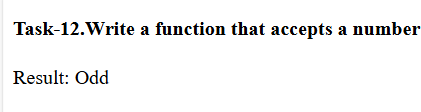 Task-12.Write a function that accepts a number
Result: Odd